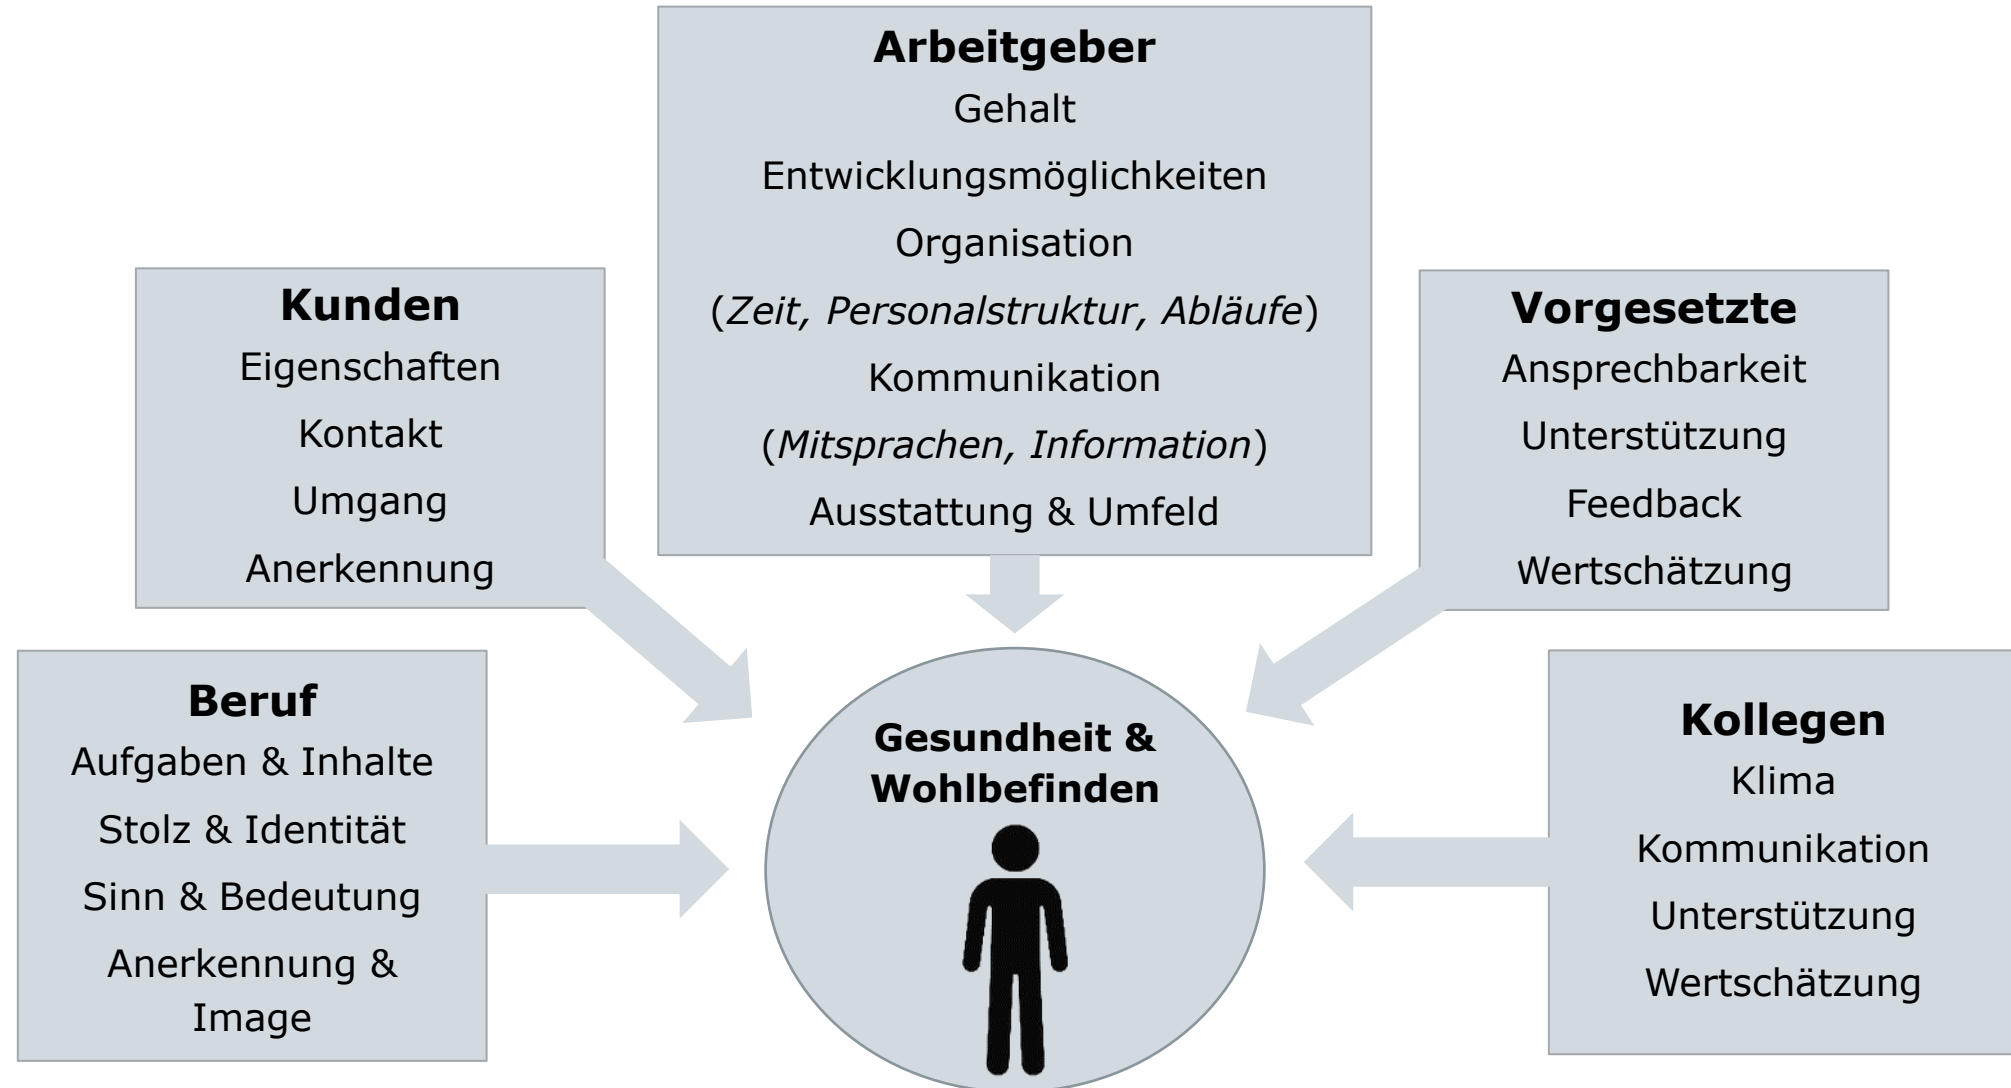 Arbeitgeber
Gehalt
Entwicklungsmöglichkeiten
Organisation
(Zeit, Personalstruktur, Abläufe)
Kommunikation
(Mitsprachen, Information)
Ausstattung & Umfeld
Kunden
Eigenschaften
Kontakt
Umgang
Anerkennung
Vorgesetzte
Ansprechbarkeit
Unterstützung
Feedback
Wertschätzung
Beruf
Aufgaben & Inhalte
Stolz & Identität
Sinn & Bedeutung
Anerkennung &
Image
Gesundheit &
Wohlbefinden
Kollegen
Klima
Kommunikation
Unterstützung
Wertschätzung